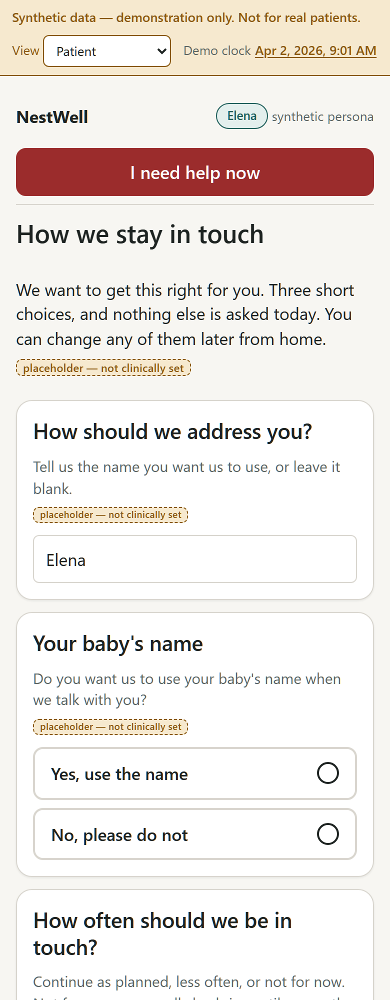 Synthetic data — demonstration only. Not for real patients.
View Patient Demo clock Apr 2, 2026, 9:01 AM
NestWell Elena synthetic persona
I need help now
How we stay in touch
We want to get this right for you. Three short
choices, and nothing else is asked today. You
can change any of them later from home.
placeholder — not clinically set
How should we address you?
Tell us the name you want us to use, or leave it
blank.
placeholder — not clinically set
Elena
Your baby's name
Do you want us to use your baby's name when
we talk with you?
placeholder — not clinically set
Yes, use the name
No, please do not
How often should we be in
touch?
Continue as planned, less often, or not for now.